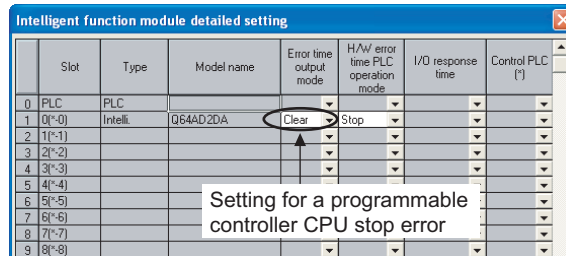 Intelligent function module detailed setting
Slot Type Model name Error time output mode H/W error time PLC operation mode I/O response time Control PLC (*)
0 PLC PLC
1 0(*-0) Intelli. Q64AD2DA Clear Stop
2 1(*-1)
3 2(*-2)
4 3(*-3)
5 4(*-4)
6 5(*-5)
7 6(*-6)
8 7(*-7)
9 8(*-8)
Setting for a programmable
controller CPU stop error